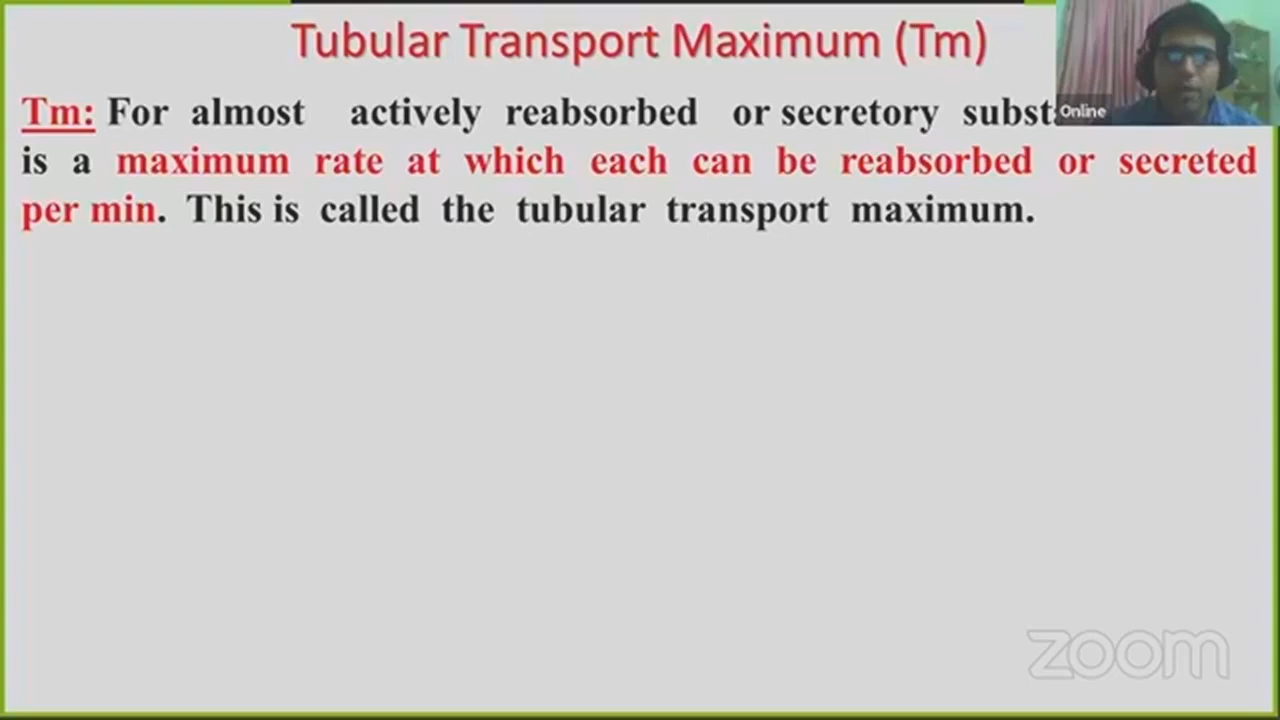 Tubular Transport Maximum (Tm)
Tm: For almost actively reabsorbed or secretory
is a maximum rate at which each can be reabsorbed or secreted
per min. This is called the tubular transport maximum.
Online
zoom